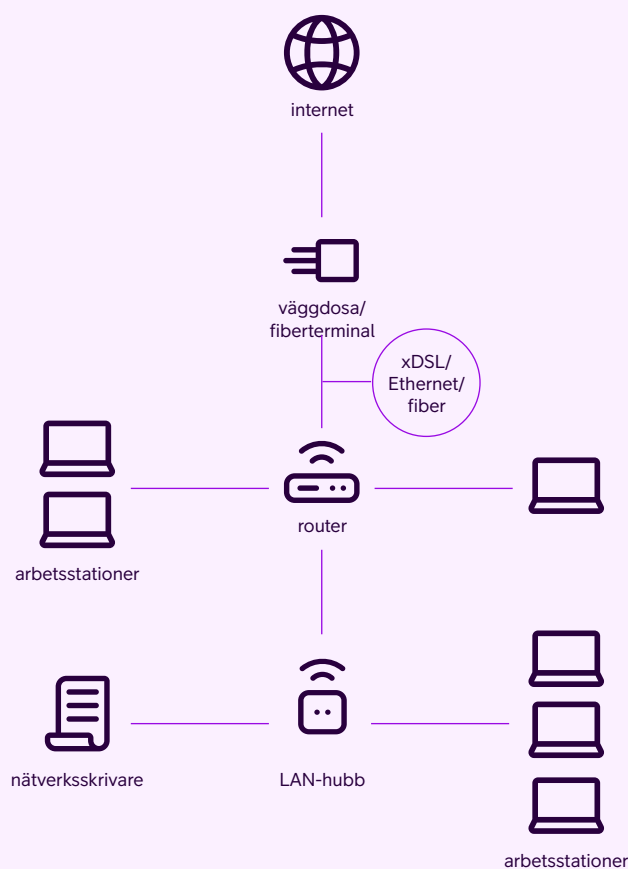 internet
väggdosa/
fiberterminal
xDSL/
Ethernet/
fiber
router
arbetsstationer
nätverksskrivare
LAN-hubb
arbetsstationer